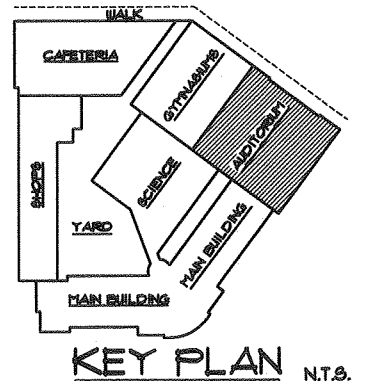 WALK
CAFETERIA
GYMNASIUMS
AUDITORIUM
SHOPS
SCIENCE
YARD
MAIN BUILDING
MAIN BUILDING
KEY PLAN N.T.S.